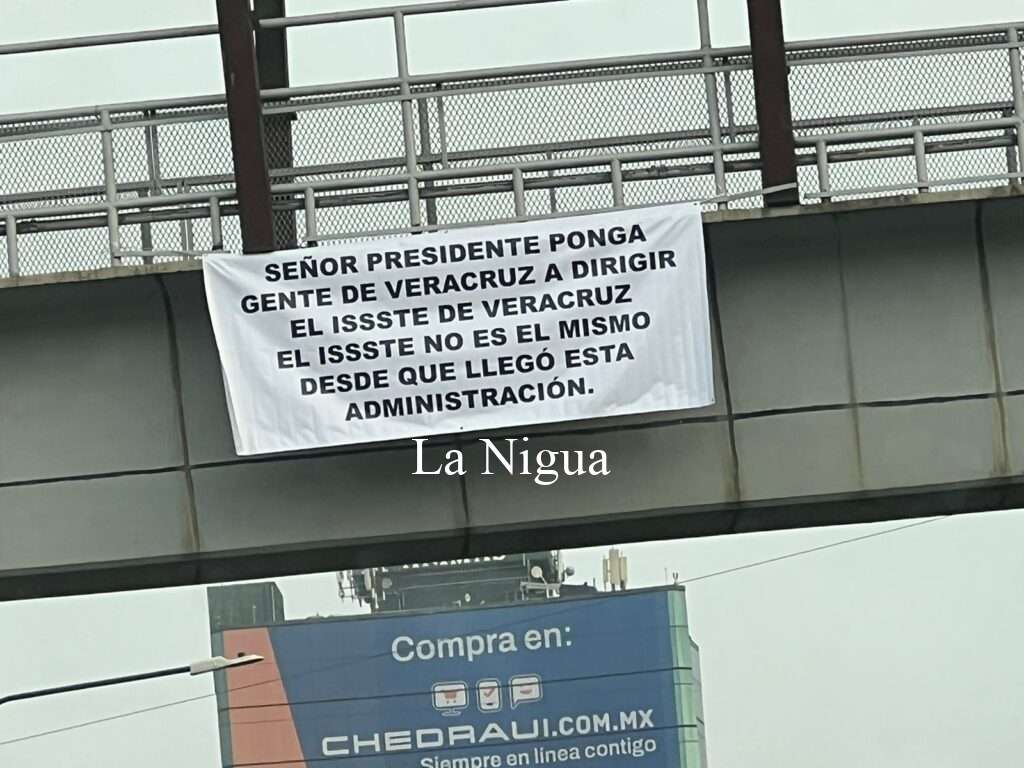 SEÑOR PRESIDENTE PONGA
GENTE DE VERACRUZ A DIRIGIR
EL ISSSTE DE VERACRUZ
EL ISSSTE NO ES EL MISMO
DESDE QUE LLEGÓ ESTA
ADMINISTRACIÓN.
La Nigua
Compra en:
CHEDRAUI.COM.MX
Siempre en línea contigo